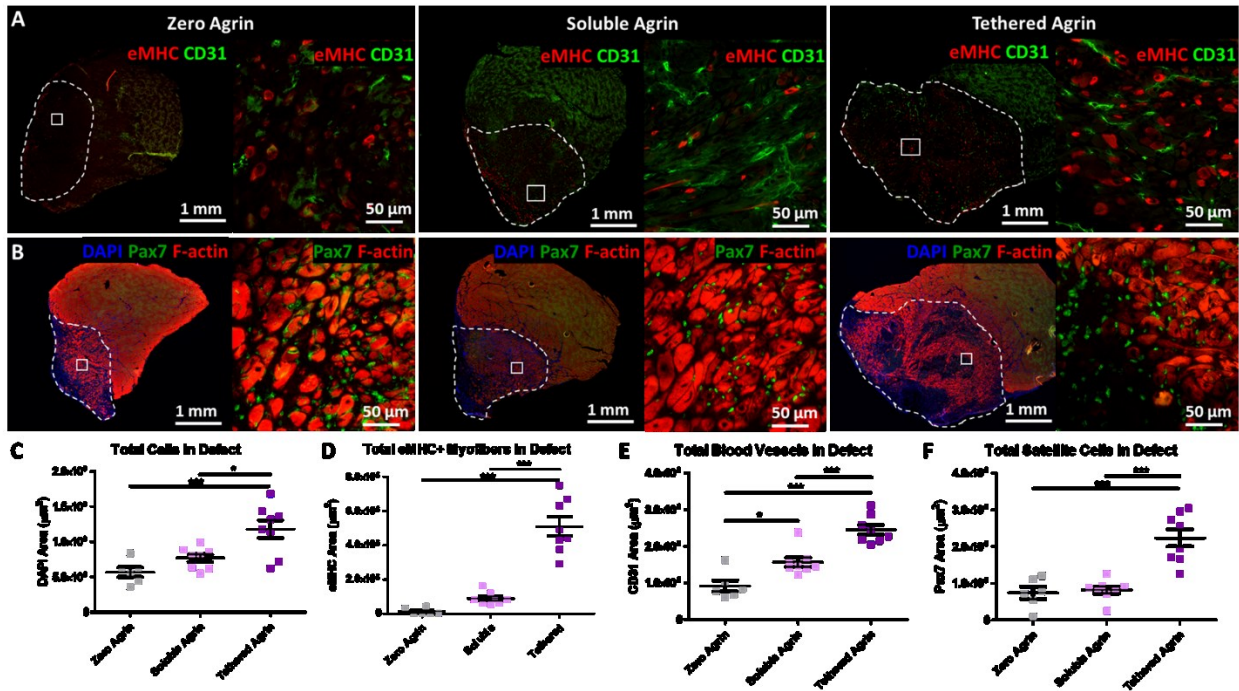 A
Zero Agrin
Soluble Agrin
Tethered Agrin
eMHC CD31
eMHC CD31
eMHC CD31
eMHC CD31
eMHC CD31
eMHC CD31
1 mm
50 µm
1 mm
50 µm
1 mm
50 µm
B
DAPI Pax7 F-actin
Pax7 F-actin
DAPI Pax7 F-actin
Pax7 F-actin
DAPI Pax7 F-actin
Pax7 F-actin
1 mm
50 µm
1 mm
50 µm
1 mm
50 µm
C
Total Cells in Defect
DAPI Area (µm²)
0
*
***
Zero Agrin
Soluble Agrin
Tethered Agrin
D
Total eMHC+ Myofibers in Defect
eMHC Area (µm²)
0
***
***
Zero Agrin
Soluble
Tethered
E
Total Blood Vessels in Defect
CD31 Area (µm²)
0
***
***
*
Zero Agrin
Soluble Agrin
Tethered Agrin
F
Total Satellite Cells in Defect
Pax7 Area (µm²)
0
***
***
Zero Agrin
Soluble Agrin
Tethered Agrin